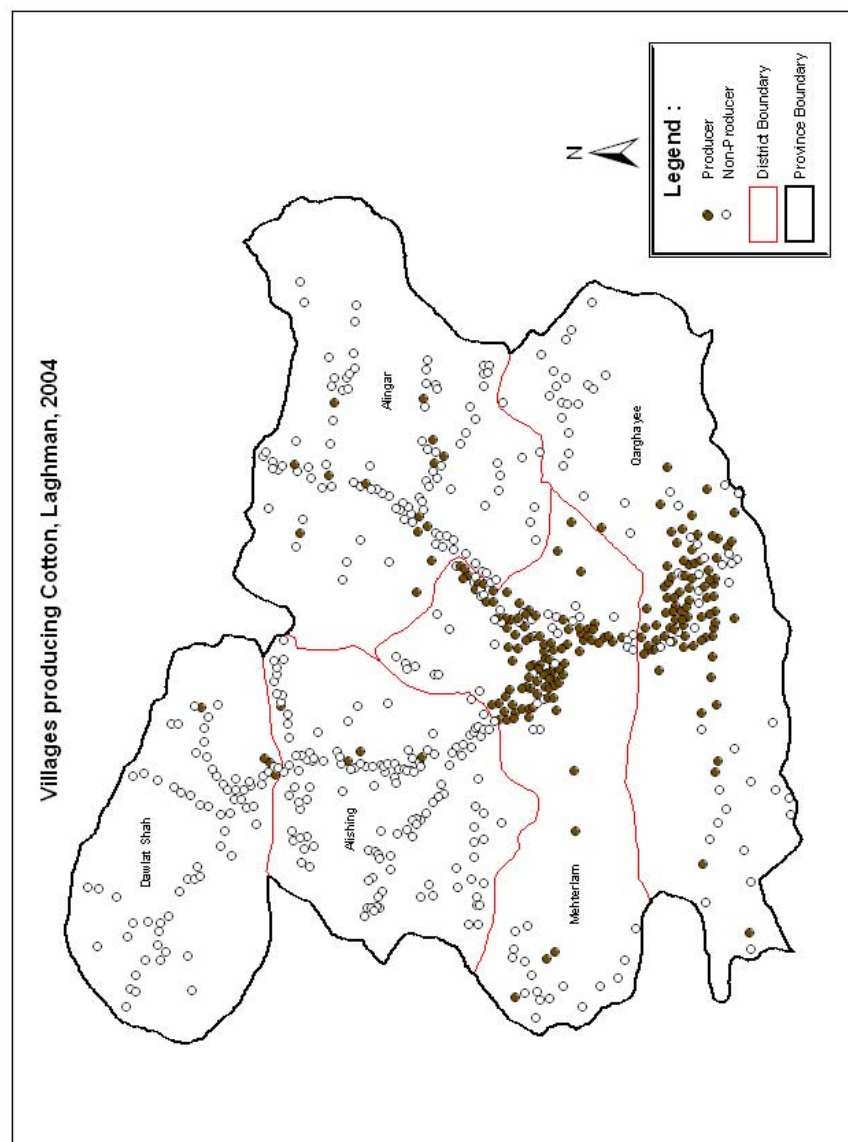 Villages producing Cotton, Laghman, 2004
Dawlat Shah
Alishing
Alingar
Mehterlam
Qarghayee
N
Legend :
Producer
Non-Producer
District Boundary
Province Boundary